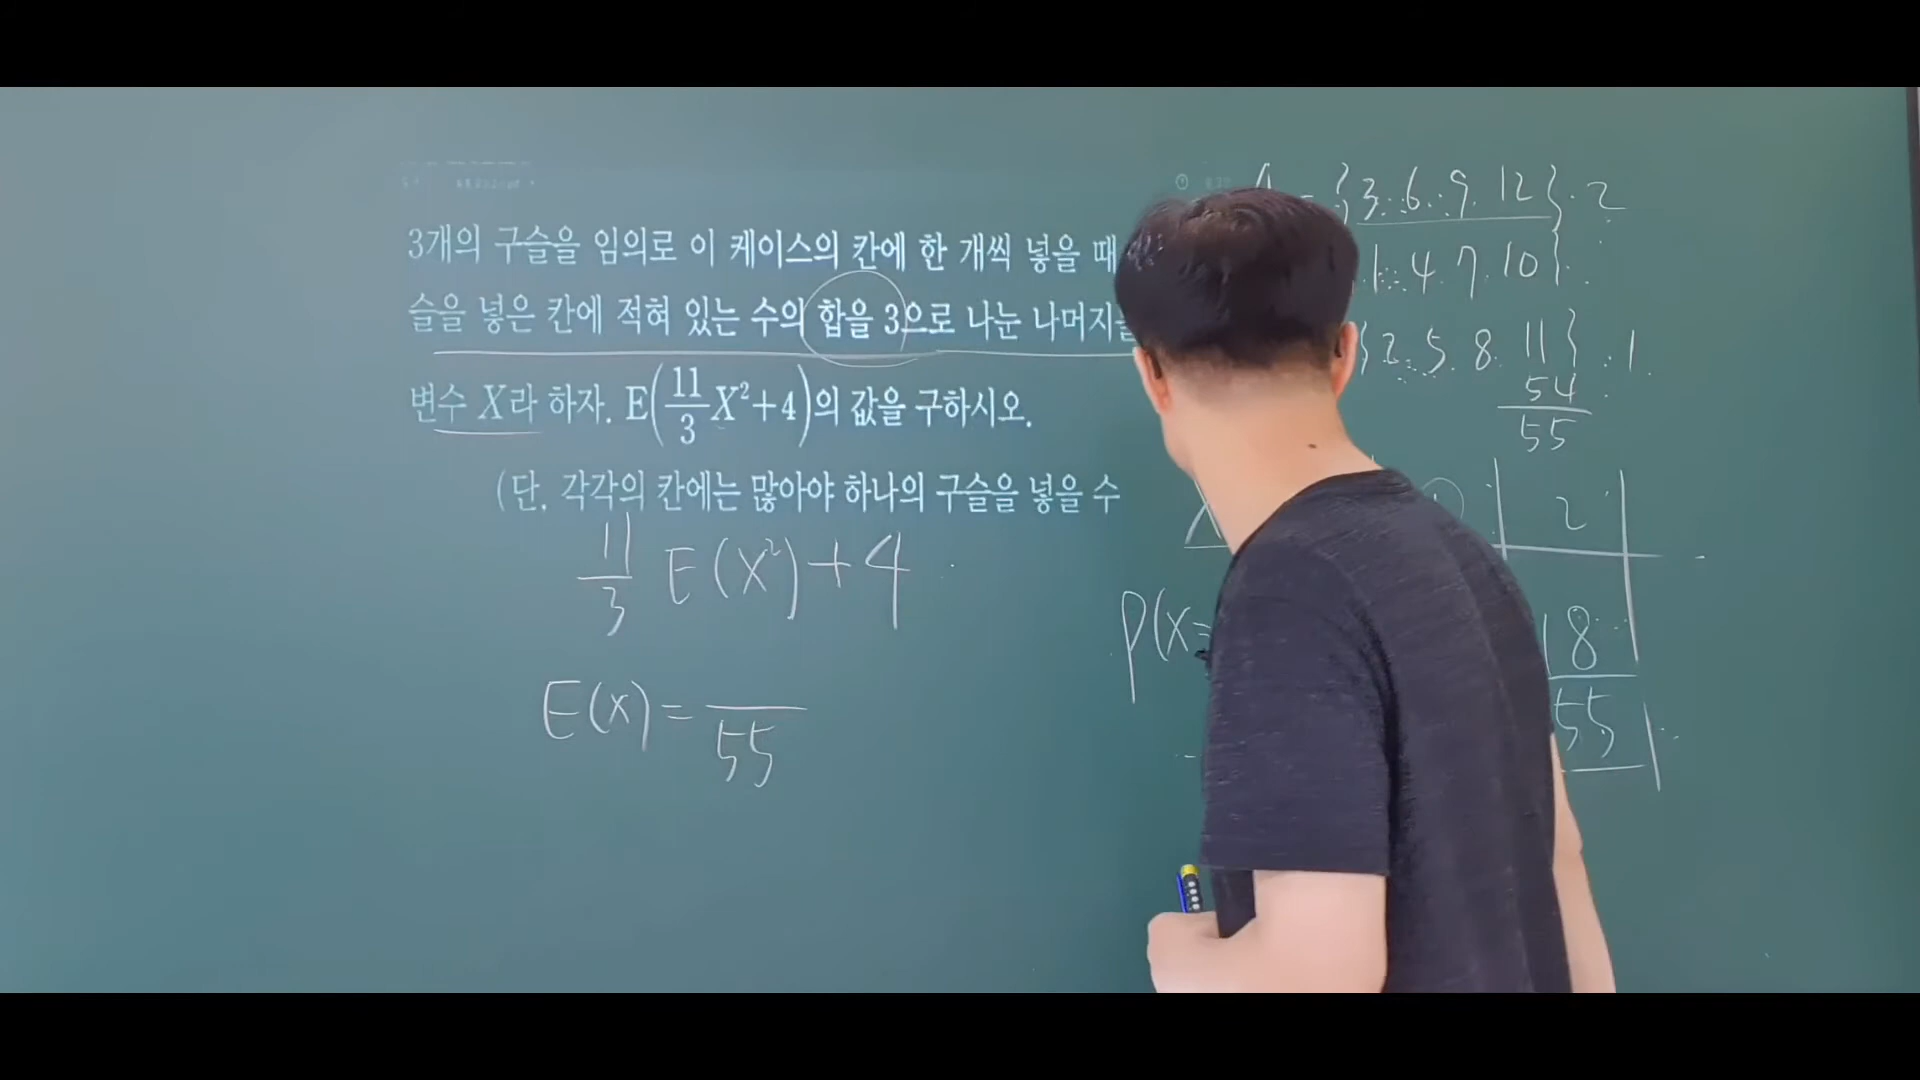 3개의 구슬을 임의로 이 케이스의 칸에 한 개씩 넣을 때
슬을 넣은 칸에 적혀 있는 수의 합을 3으로 나눈 나머지를
변수 X라 하자. E(11/3 X²+4)의 값을 구하시오.
(단, 각각의 칸에는 많아야 하나의 구슬을 넣을 수
11/3 E(X²)+4
E(x)= /55
{3. 6. 9. 12} 2
1. 4 7. 10}
{2. 5. 8. 11} 1
54
55
2
P(X=
18
55